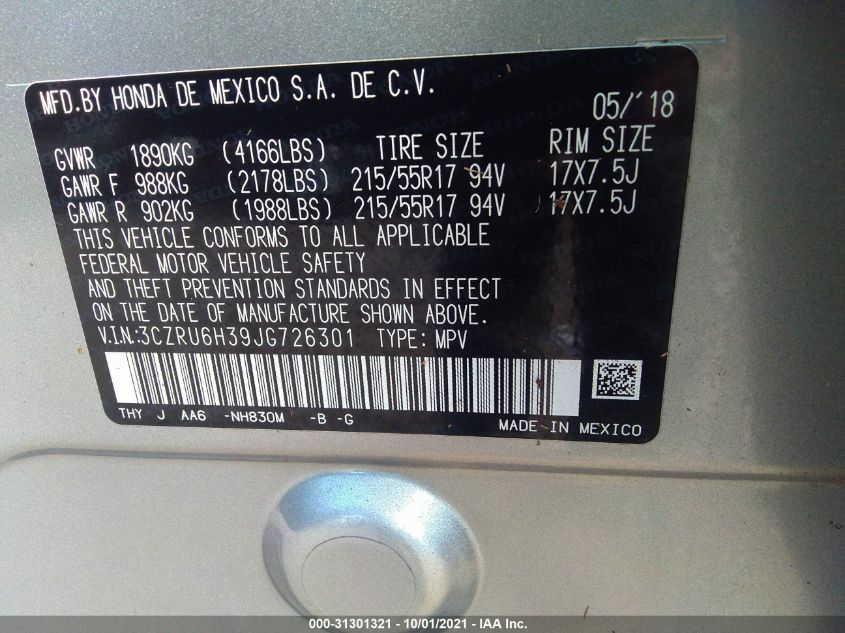 MFD.BY HONDA DE MEXICO S.A. DE C.V.
05/'18
GVWR 1890KG (4166LBS) TIRE SIZE RIM SIZE
GAWR F 988KG (2178LBS) 215/55R17 94V 17X7.5J
GAWR R 902KG (1988LBS) 215/55R17 94V 17X7.5J
THIS VEHICLE CONFORMS TO ALL APPLICABLE
FEDERAL MOTOR VEHICLE SAFETY
AND THEFT PREVENTION STANDARDS IN EFFECT
ON THE DATE OF MANUFACTURE SHOWN ABOVE.
V.I.N:3CZRU6H39JG726301 TYPE: MPV
THY J AA6 -NH830M -B -G
MADE IN MEXICO
000-31301321 - 10/01/2021 - IAA Inc.